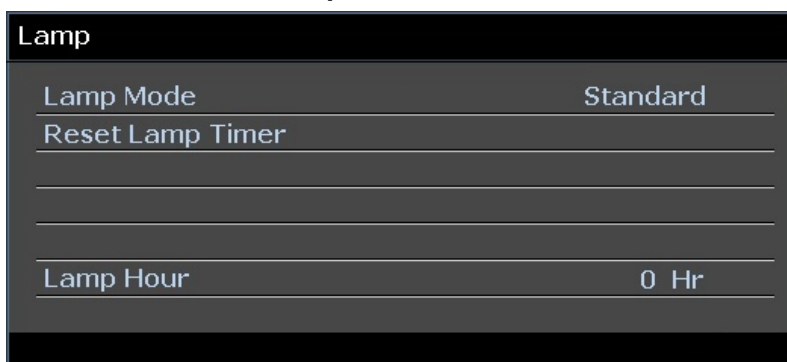 Lamp
Lamp Mode Standard
Reset Lamp Timer
Lamp Hour 0 Hr